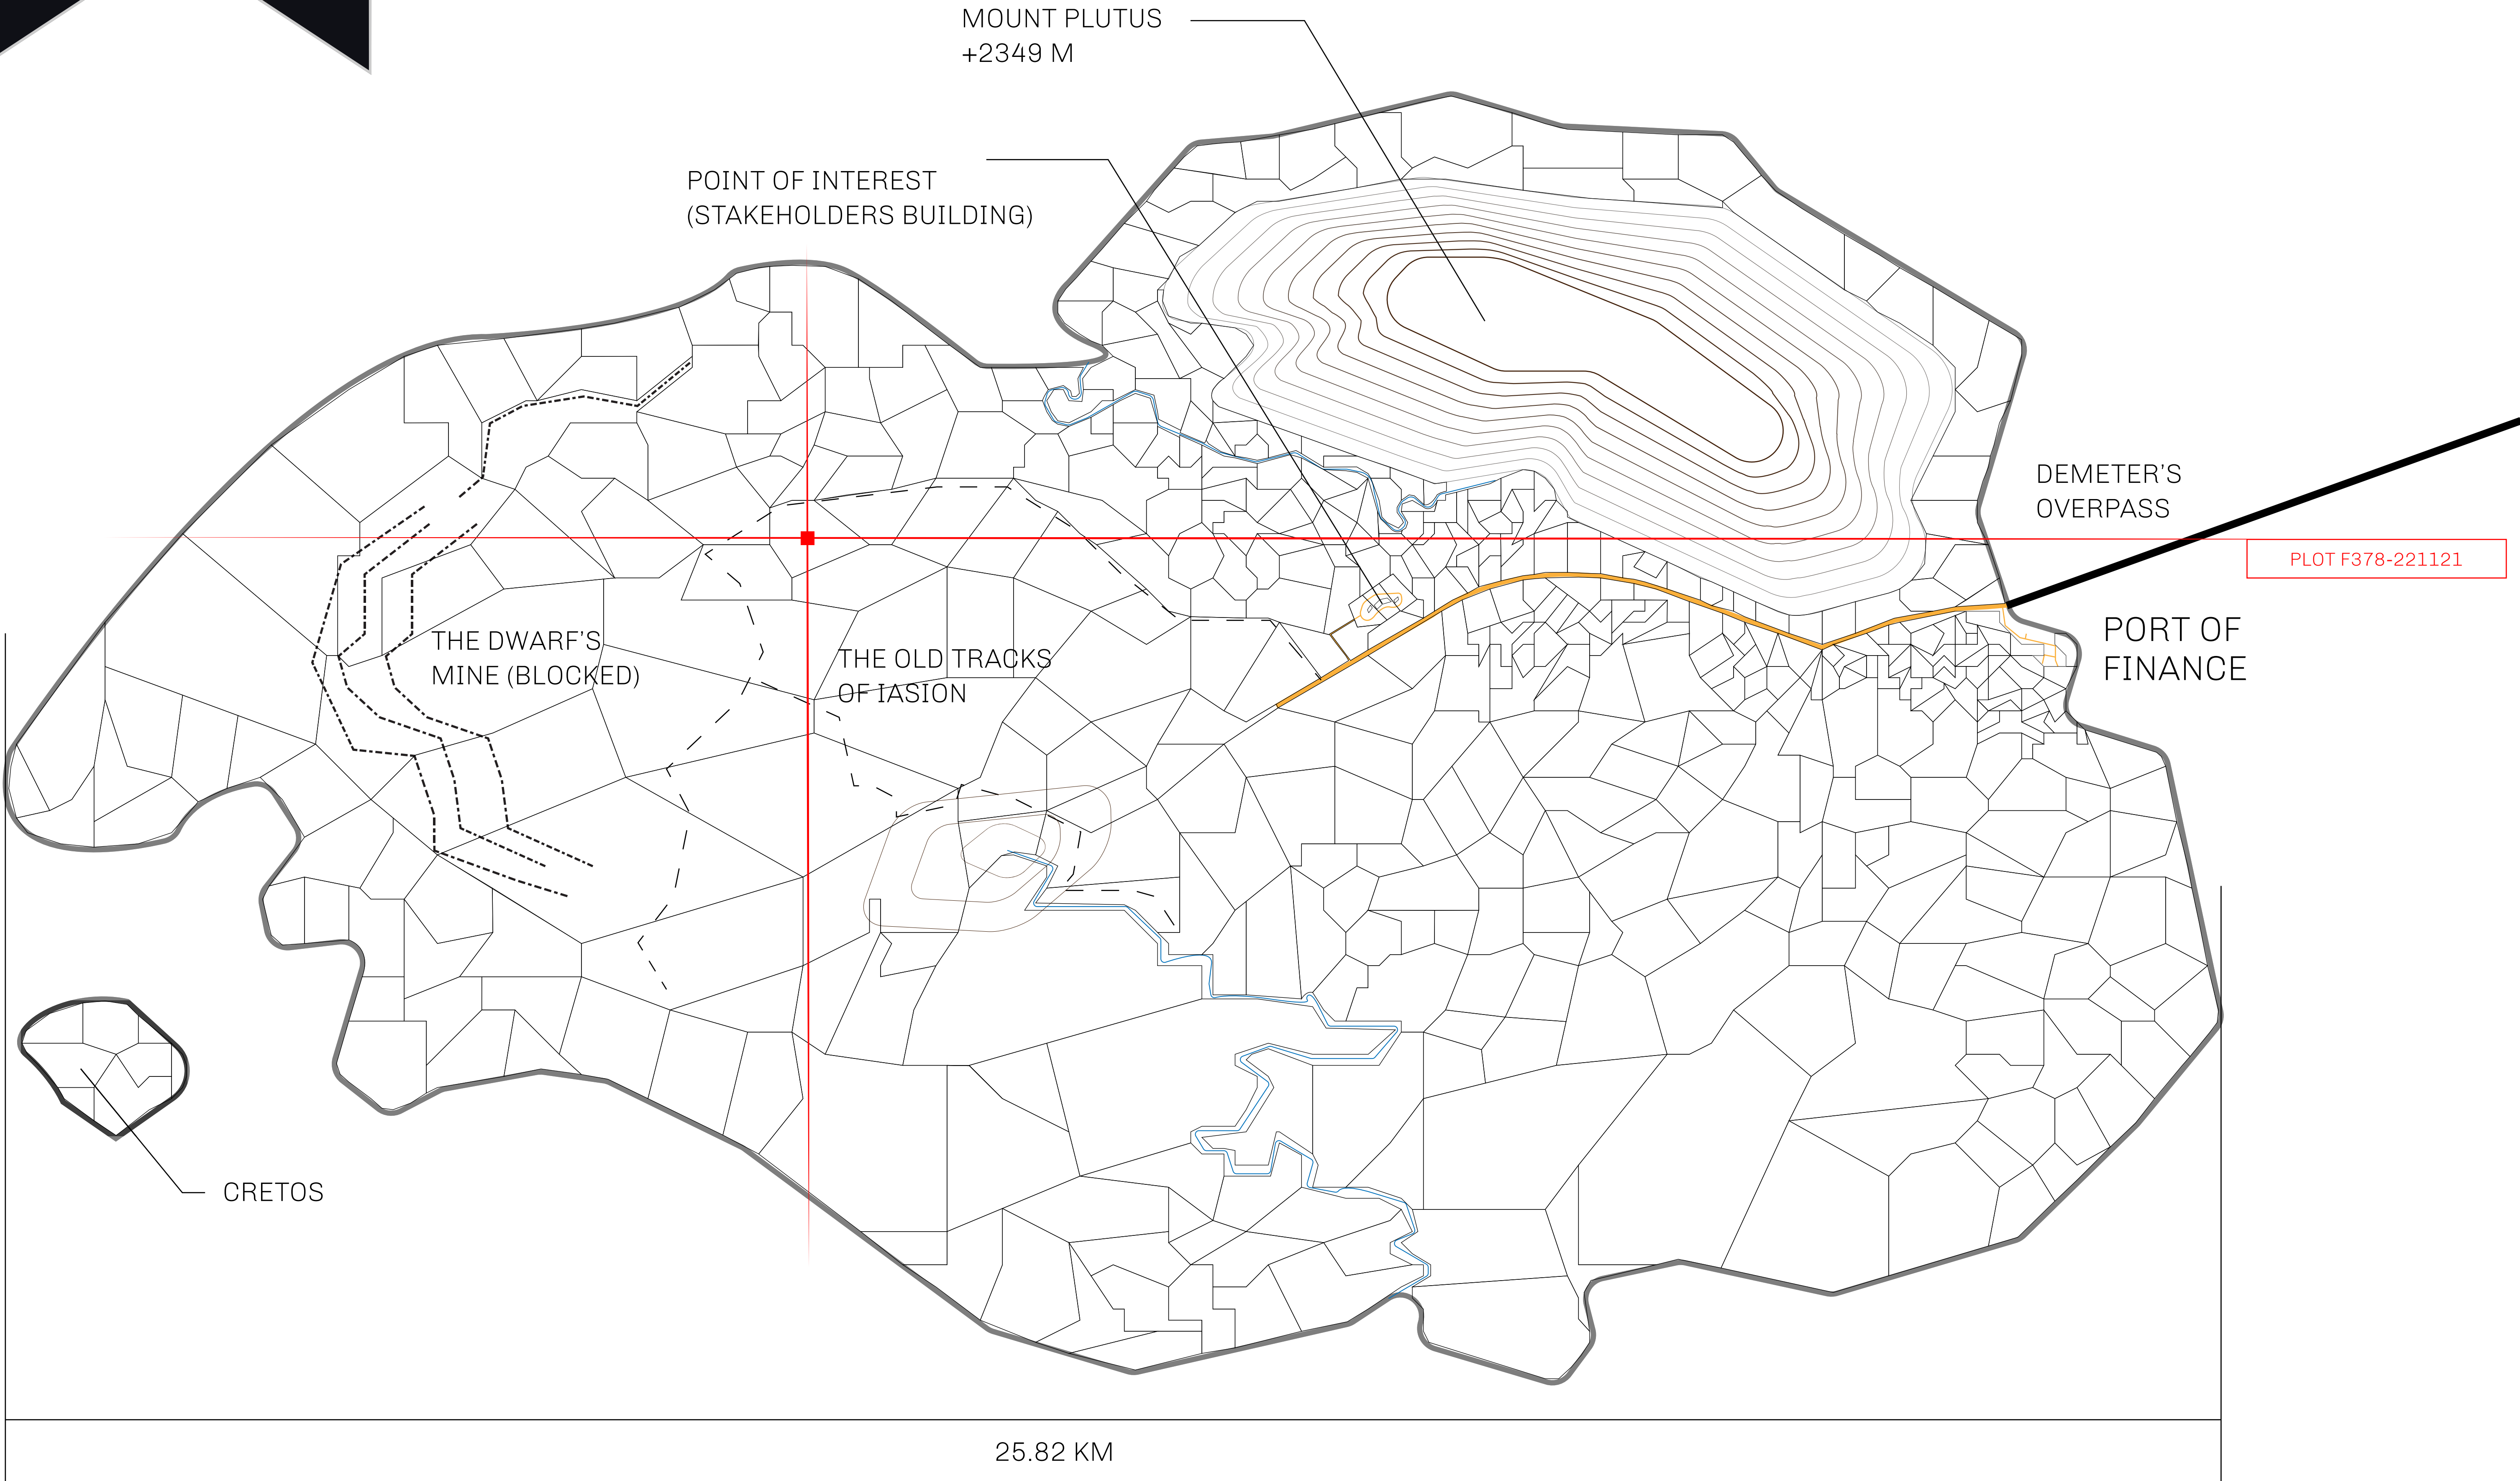 MOUNT PLUTUS
+2349 M
POINT OF INTEREST
(STAKEHOLDERS BUILDING)
DEMETER'S
OVERPASS
PLOT F378-221121
THE DWARF'S
MINE (BLOCKED)
THE OLD TRACKS
OF IASION
PORT OF
FINANCE
CRETOS
25.82 KM